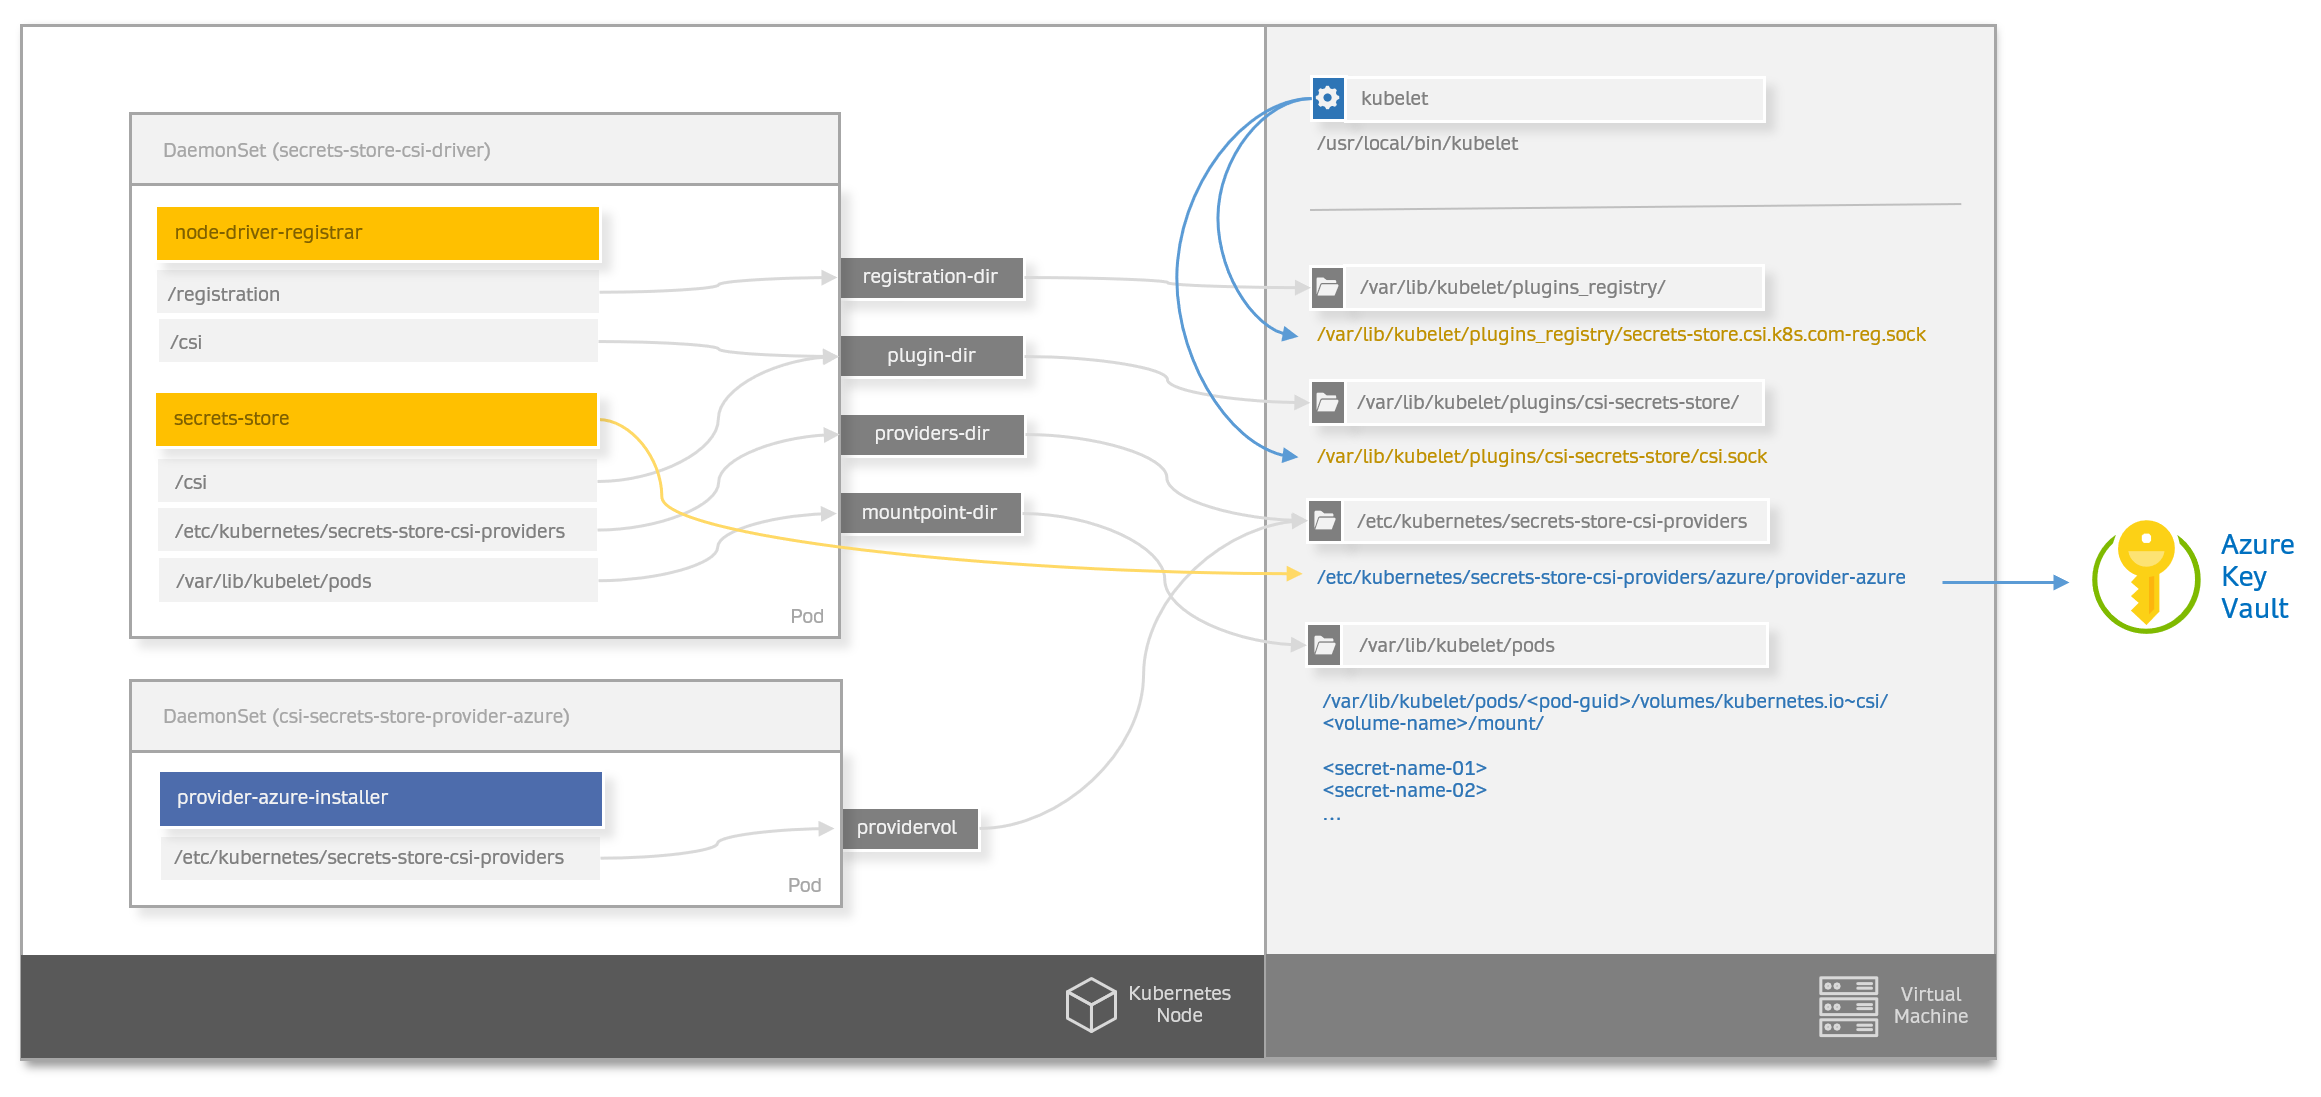 DaemonSet (secrets-store-csi-driver)
node-driver-registrar
/registration
/csi
secrets-store
/csi
/etc/kubernetes/secrets-store-csi-providers
/var/lib/kubelet/pods
Pod
registration-dir
plugin-dir
providers-dir
mountpoint-dir
DaemonSet (csi-secrets-store-provider-azure)
provider-azure-installer
/etc/kubernetes/secrets-store-csi-providers
Pod
providervol
Kubernetes
Node
kubelet
/usr/local/bin/kubelet
/var/lib/kubelet/plugins_registry/
/var/lib/kubelet/plugins_registry/secrets-store.csi.k8s.com-reg.sock
/var/lib/kubelet/plugins/csi-secrets-store/
/var/lib/kubelet/plugins/csi-secrets-store/csi.sock
/etc/kubernetes/secrets-store-csi-providers
/etc/kubernetes/secrets-store-csi-providers/azure/provider-azure
/var/lib/kubelet/pods
/var/lib/kubelet/pods/<pod-guid>/volumes/kubernetes.io~csi/
<volume-name>/mount/
<secret-name-01>
<secret-name-02>
...
Virtual
Machine
Azure
Key
Vault